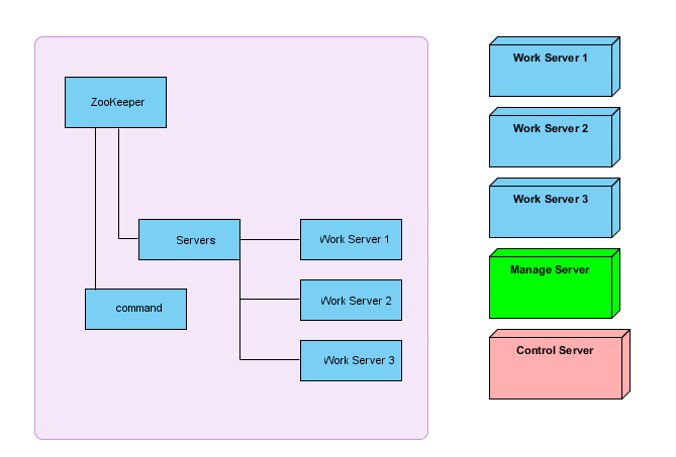 ZooKeeper
Servers
Work Server 1
Work Server 2
Work Server 3
command
Work Server 1
Work Server 2
Work Server 3
Manage Server
Control Server